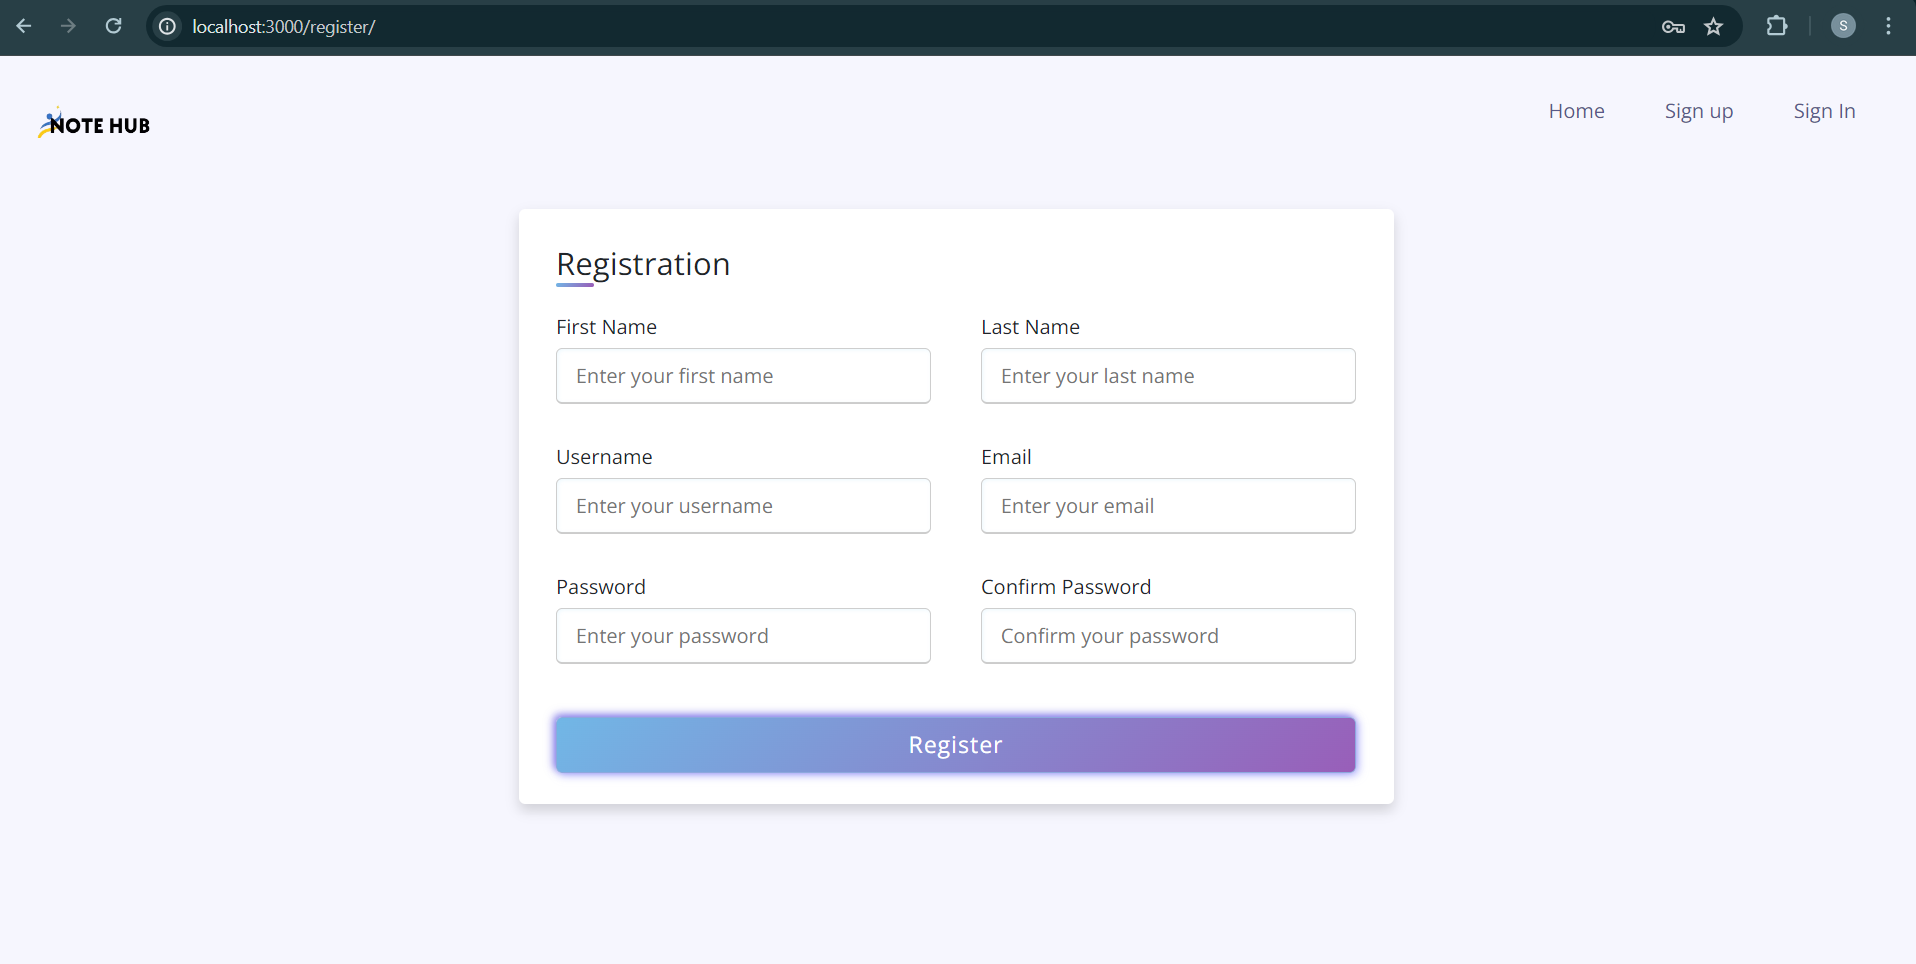 localhost:3000/register/
S
NOTE HUB
Home Sign up Sign In
Registration
First Name Last Name
Enter your first name Enter your last name
Username Email
Enter your username Enter your email
Password Confirm Password
Enter your password Confirm your password
Register